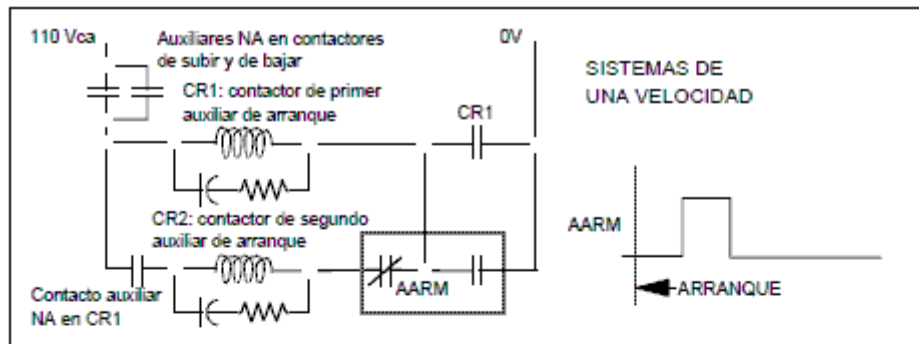 110 Vca
Auxiliares NA en contactores
de subir y de bajar
0V
CR1: contactor de primer
auxiliar de arranque
CR1
SISTEMAS DE
UNA VELOCIDAD
CR2: contactor de segundo
auxiliar de arranque
AARM
AARM
ARRANQUE
Contacto auxiliar
NA en CR1